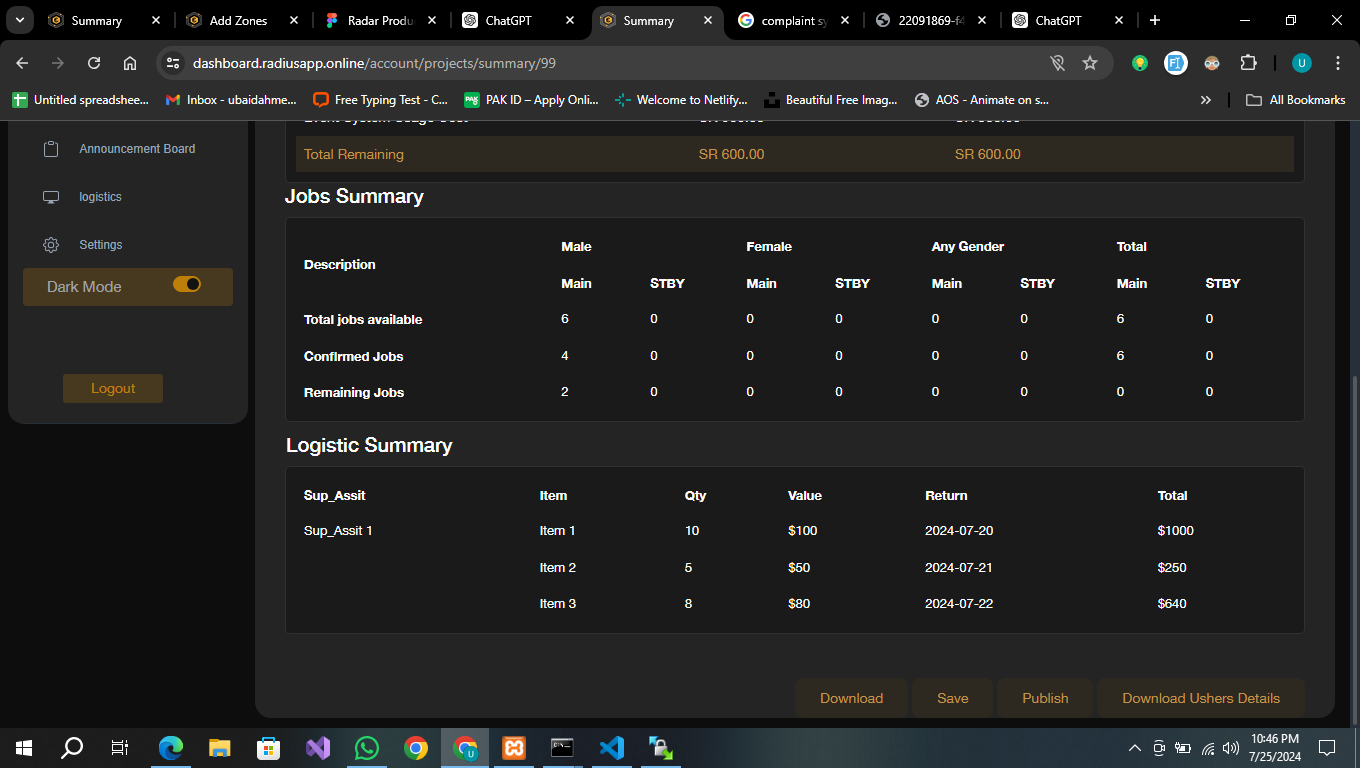 Summary
Add Zones
Radar Produ
ChatGPT
Summary
complaint sy
22091869-f4
ChatGPT
dashboard.radiusapp.online/account/projects/summary/99
U
Untitled spreadshee...
Inbox - ubaidahme...
Free Typing Test - C...
PAK ID – Apply Onli...
Welcome to Netlify...
Beautiful Free Imag...
AOS - Animate on s...
All Bookmarks
Announcement Board
logistics
Settings
Dark Mode
Logout
Total Remaining SR 600.00 SR 600.00
Jobs Summary
Description Male Female Any Gender Total
Main STBY Main STBY Main STBY Main STBY
Total jobs available 6 0 0 0 0 0 6 0
Confirmed Jobs 4 0 0 0 0 0 6 0
Remaining Jobs 2 0 0 0 0 0 0 0
Logistic Summary
Sup_Assit Item Qty Value Return Total
Sup_Assit 1 Item 1 10 $100 2024-07-20 $1000
Item 2 5 $50 2024-07-21 $250
Item 3 8 $80 2024-07-22 $640
Download
Save
Publish
Download Ushers Details
10:46 PM
7/25/2024